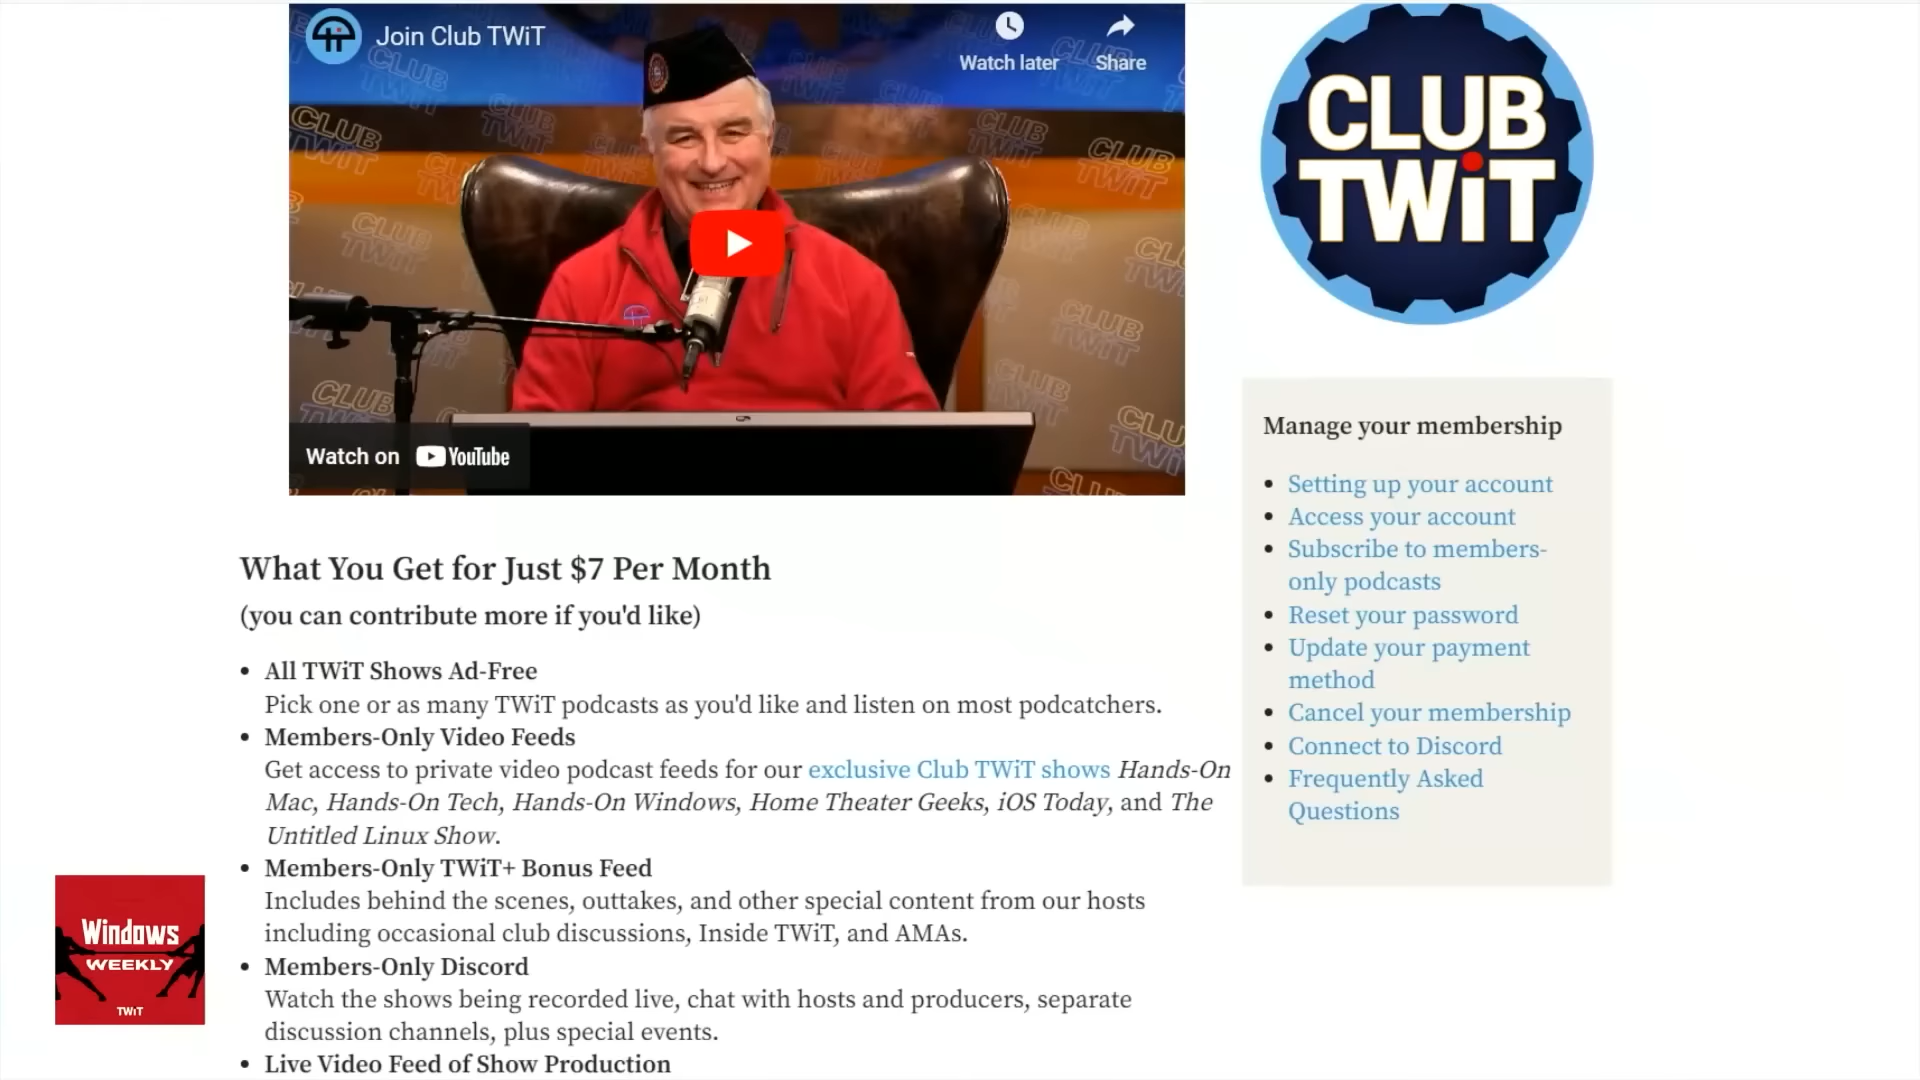 Join Club TWiT
Watch later
Share
Watch on YouTube
CLUB
TWiT
What You Get for Just $7 Per Month
(you can contribute more if you'd like)
• All TWiT Shows Ad-Free
Pick one or as many TWiT podcasts as you'd like and listen on most podcatchers.
• Members-Only Video Feeds
Get access to private video podcast feeds for our exclusive Club TWiT shows Hands-On
Mac, Hands-On Tech, Hands-On Windows, Home Theater Geeks, iOS Today, and The
Untitled Linux Show.
• Members-Only TWiT+ Bonus Feed
Includes behind the scenes, outtakes, and other special content from our hosts
including occasional club discussions, Inside TWiT, and AMAs.
• Members-Only Discord
Watch the shows being recorded live, chat with hosts and producers, separate
discussion channels, plus special events.
• Live Video Feed of Show Production
Manage your membership
• Setting up your account
• Access your account
• Subscribe to members-
only podcasts
• Reset your password
• Update your payment
method
• Cancel your membership
• Connect to Discord
• Frequently Asked
Questions
Windows
WEEKLY
TWiT